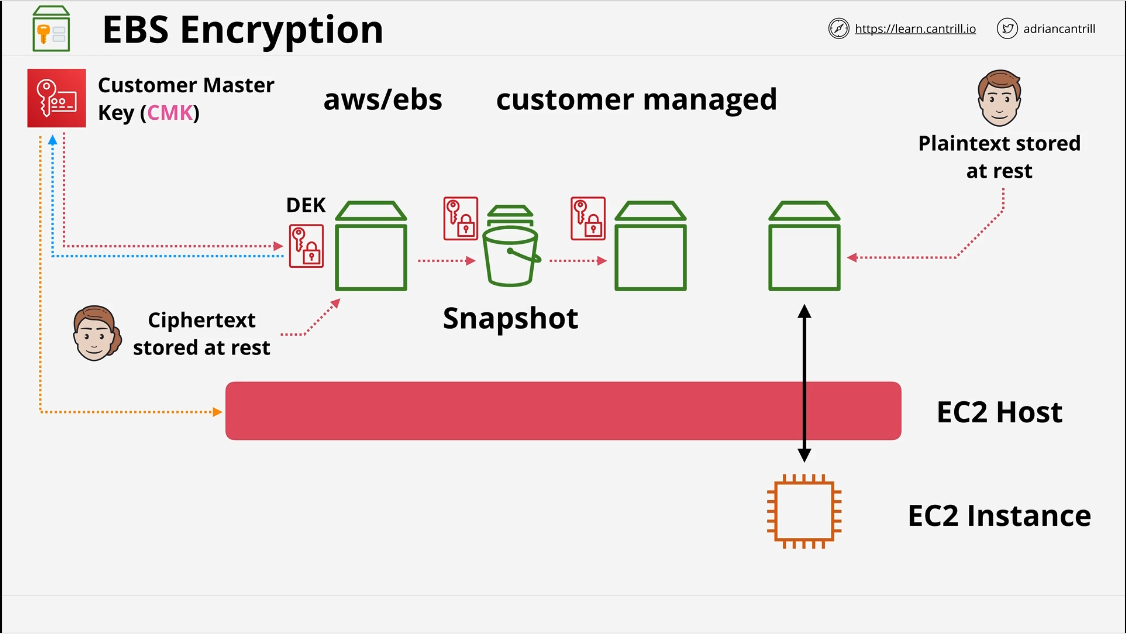 EBS Encryption
https://learn.cantrill.io
adriancantrill
Customer Master
Key (CMK)
aws/ebs
customer managed
Plaintext stored
at rest
DEK
Snapshot
Ciphertext
stored at rest
EC2 Host
EC2 Instance